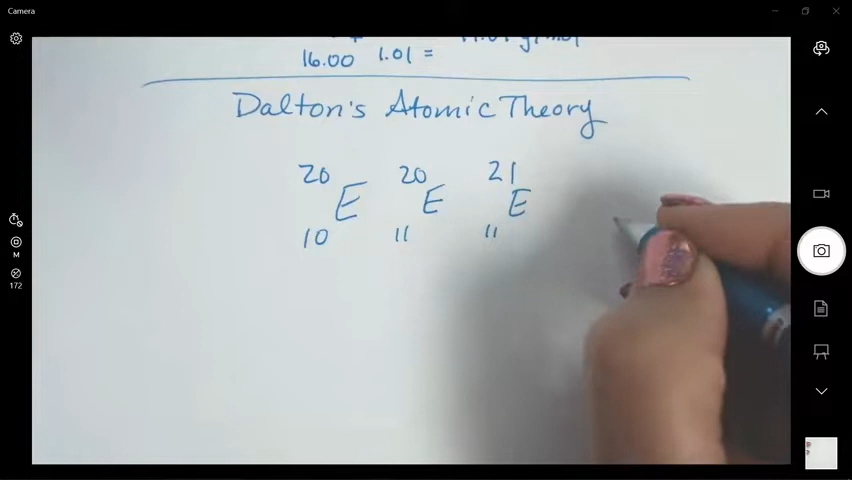 Camera
16.00 1.01 =
Dalton's Atomic Theory
20 20 21
E E E
10 11 11
M
172